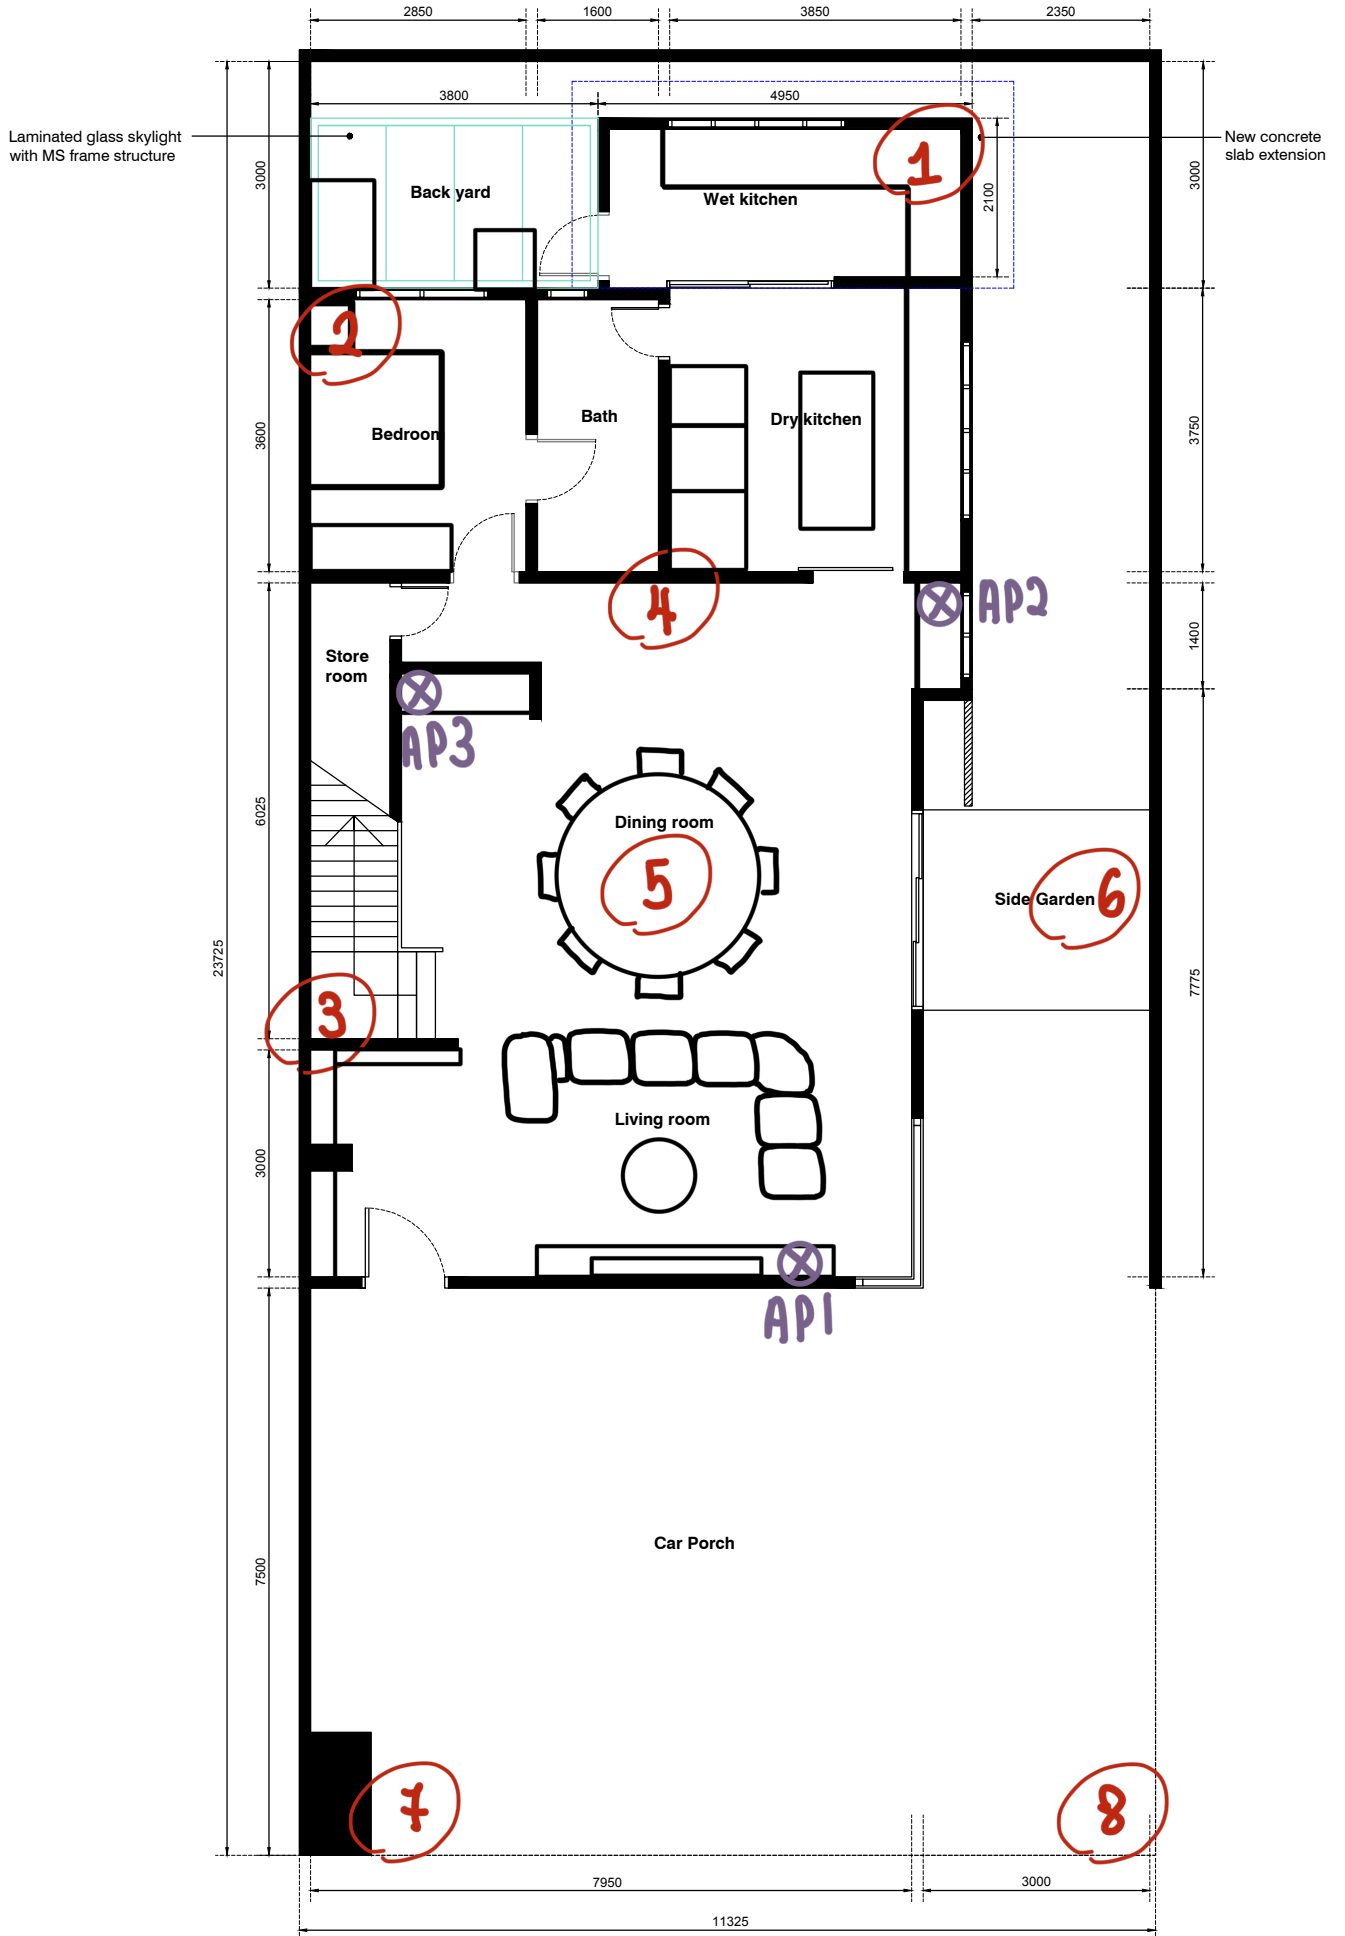 2850
1600
3850
2350
3800
4950
Laminated glass skylight
with MS frame structure
New concrete
slab extension
1
3000
Back yard
Wet kitchen
2100
3000
2
3600
Bedroom
Bath
Dry kitchen
3750
4
AP2
1400
Store
room
AP3
6025
Dining room
5
Side Garden
6
23725
7775
3
Living room
3000
AP1
Car Porch
7500
7
8
7950
3000
11325